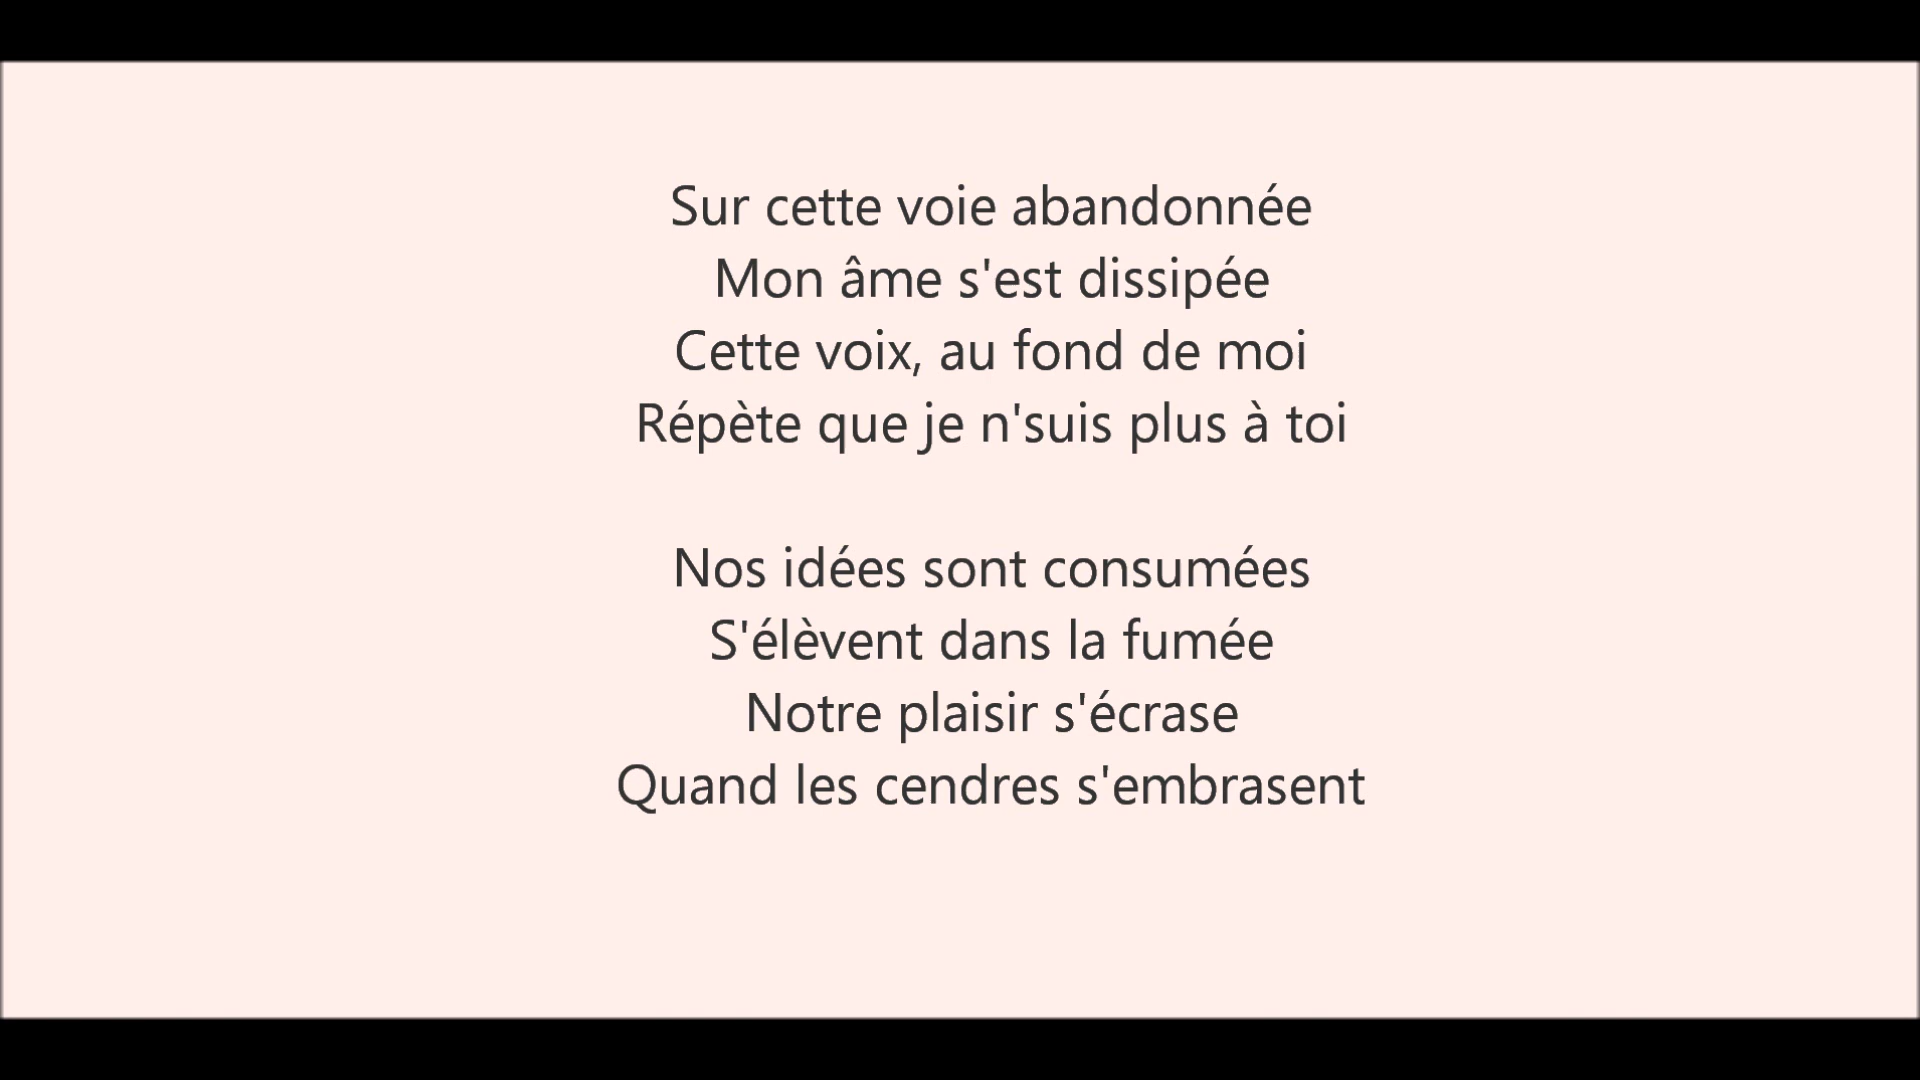 Sur cette voie abandonnée
Mon âme s'est dissipée
Cette voix, au fond de moi
Répète que je n'suis plus à toi
Nos idées sont consumées
S'élèvent dans la fumée
Notre plaisir s'écrase
Quand les cendres s'embrasent